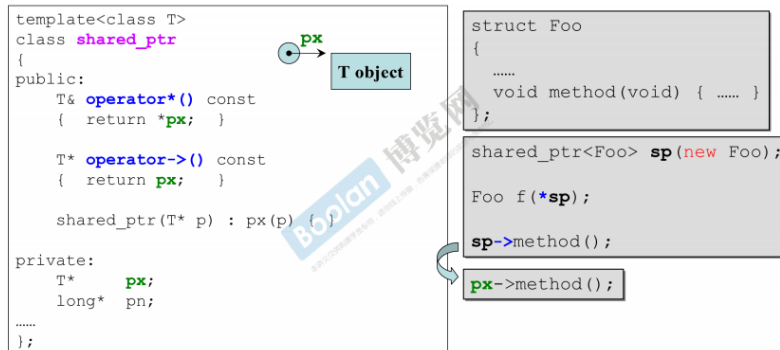 template<class T>
class shared_ptr
{
public:
T& operator*() const
{ return *px; }
T* operator->() const
{ return px; }
shared_ptr(T* p) : px(p) { }
private:
T* px;
long* pn;
……
};
px
T object
struct Foo
{
……
void method(void) { …… }
};
shared_ptr<Foo> sp(new Foo);
Foo f(*sp);
sp->method();
px->method();
Boolan 博览网